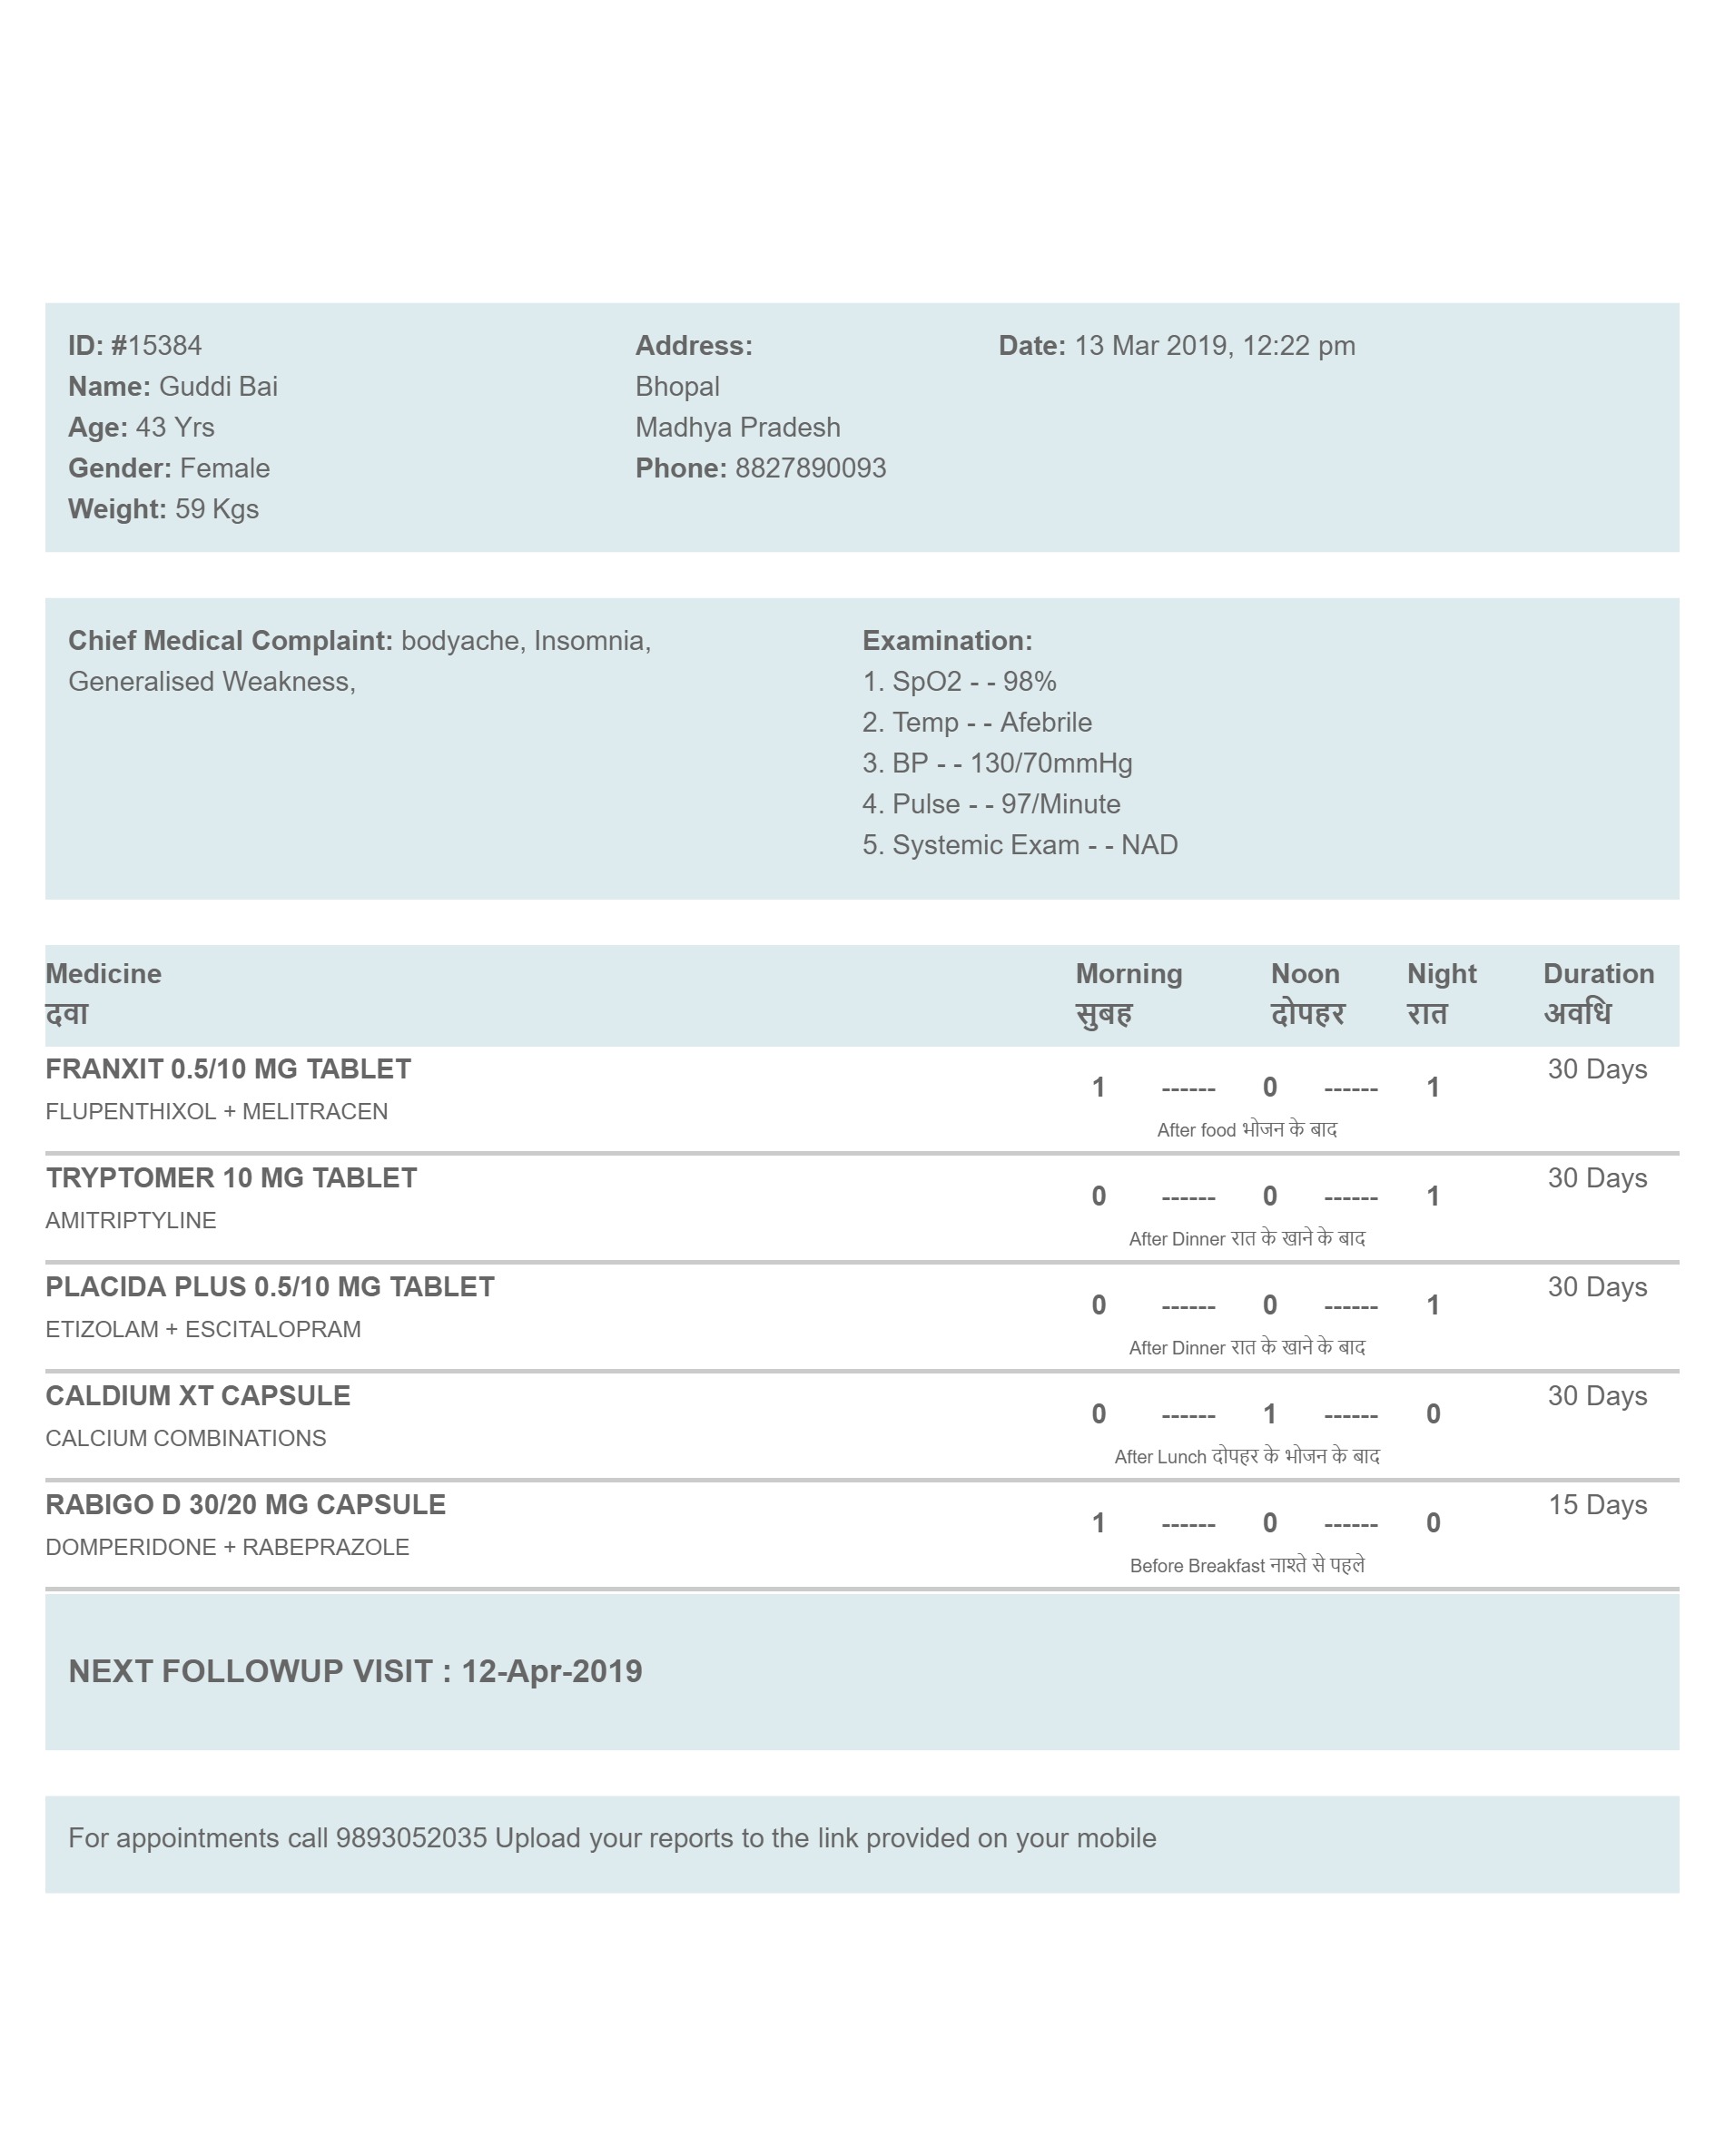 ID: #15384
Name: Guddi Bai
Age: 43 Yrs
Gender: Female
Weight: 59 Kgs
Address:
Bhopal
Madhya Pradesh
Phone: 8827890093
Date: 13 Mar 2019, 12:22 pm
Chief Medical Complaint: bodyache, Insomnia,
Generalised Weakness,
Examination:
1. SpO2 - - 98%
2. Temp - - Afebrile
3. BP - - 130/70mmHg
4. Pulse - - 97/Minute
5. Systemic Exam - - NAD
Medicine Morning Noon Night Duration
दवा सुबह दोपहर रात अवधि
FRANXIT 0.5/10 MG TABLET 30 Days
1 ------ 0 ------ 1
FLUPENTHIXOL + MELITRACEN
After food भोजन के बाद
TRYPTOMER 10 MG TABLET 30 Days
0 ------ 0 ------ 1
AMITRIPTYLINE
After Dinner रात के खाने के बाद
PLACIDA PLUS 0.5/10 MG TABLET 30 Days
0 ------ 0 ------ 1
ETIZOLAM + ESCITALOPRAM
After Dinner रात के खाने के बाद
CALDIUM XT CAPSULE 30 Days
0 ------ 1 ------ 0
CALCIUM COMBINATIONS
After Lunch दोपहर के भोजन के बाद
RABIGO D 30/20 MG CAPSULE 15 Days
1 ------ 0 ------ 0
DOMPERIDONE + RABEPRAZOLE
Before Breakfast नाश्ते से पहले
NEXT FOLLOWUP VISIT : 12-Apr-2019
For appointments call 9893052035 Upload your reports to the link provided on your mobile